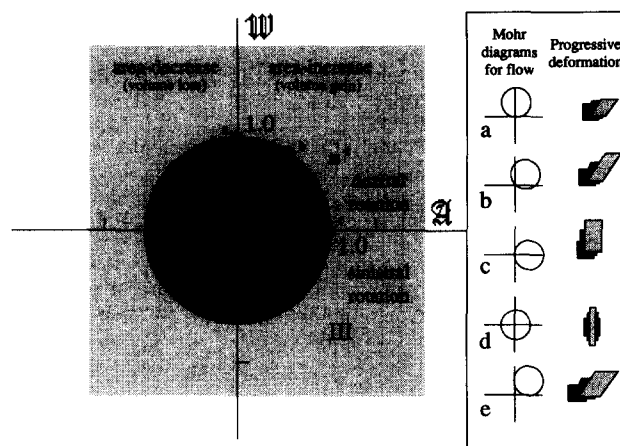 𝔚
area-decrease
(volume loss)
area-increase
(volume gain)
1.0
dextral
rotation
𝔄
1.0
sinistral
rotation
III
Mohr
diagrams
for flow
Progressive
deformation
a
b
c
d
e